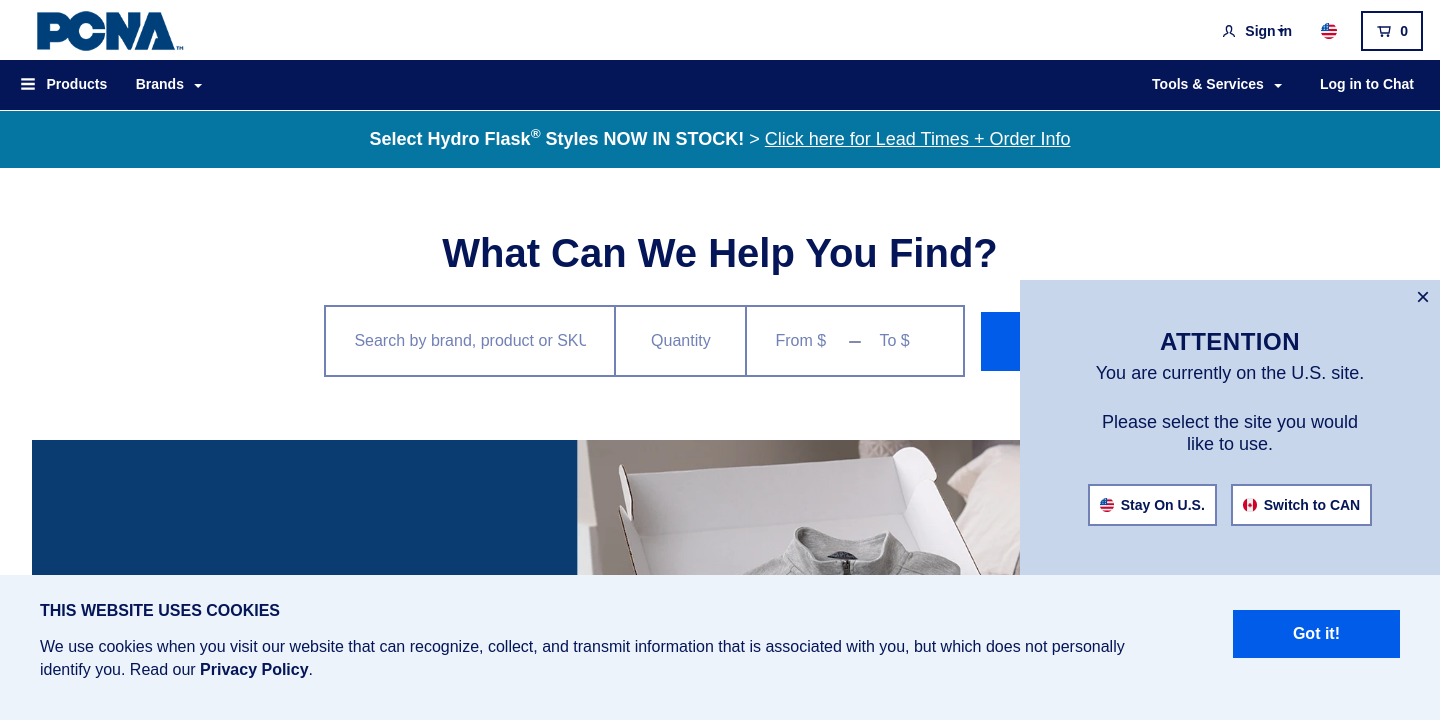 PCNA™
Sign in
0
Products
Brands
Tools & Services
Log in to Chat
Select Hydro Flask® Styles NOW IN STOCK! > Click here for Lead Times + Order Info
What Can We Help You Find?
Search by brand, product or SKU
Quantity
From $ – To $
×
ATTENTION
You are currently on the U.S. site.
Please select the site you would
like to use.
Stay On U.S.
Switch to CAN
THIS WEBSITE USES COOKIES
We use cookies when you visit our website that can recognize, collect, and transmit information that is associated with you, but which does not personally
identify you. Read our Privacy Policy.
Got it!